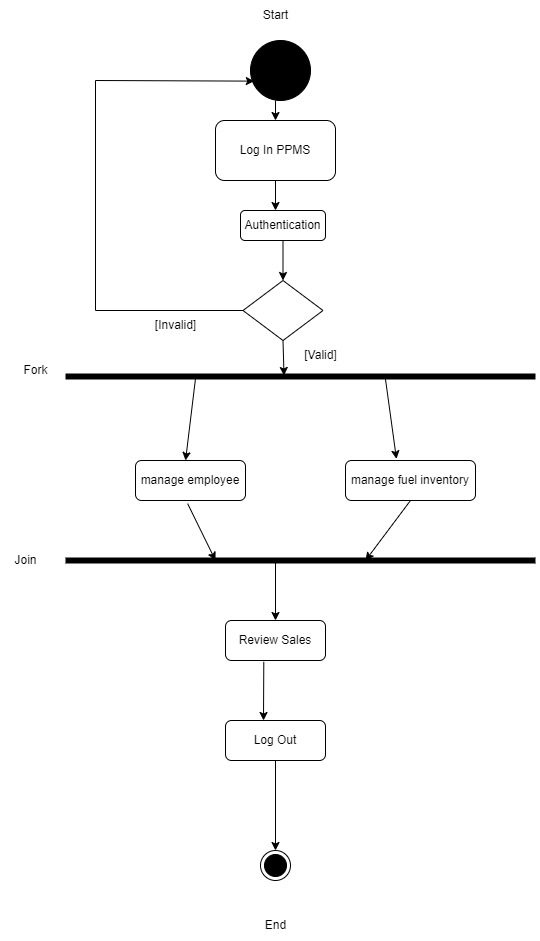 Start
Log In PPMS
Authentication
[Invalid]
[Valid]
Fork
manage employee
manage fuel inventory
Join
Review Sales
Log Out
End